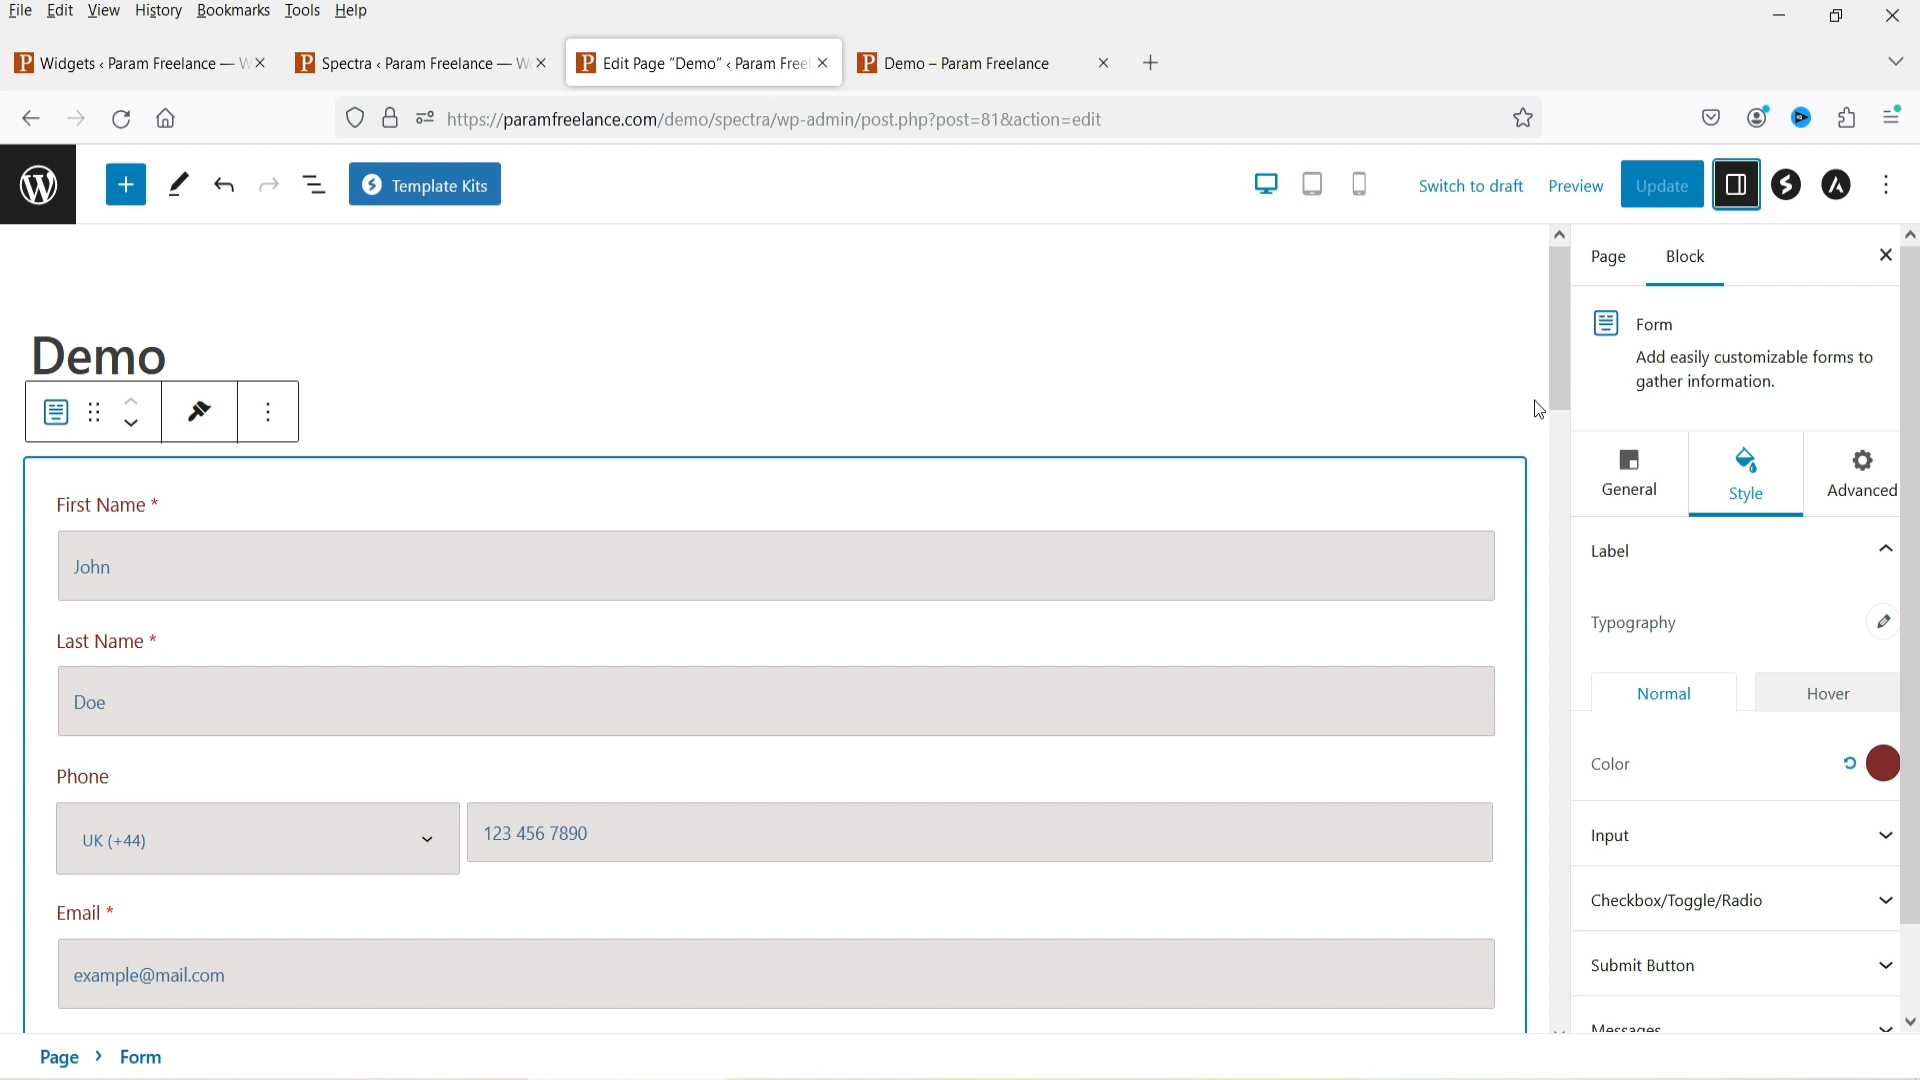 File Edit View History Bookmarks Tools Help
Widgets ‹ Param Freelance — W
Spectra ‹ Param Freelance — W
Edit Page "Demo" ‹ Param Free
Demo – Param Freelance
https://paramfreelance.com/demo/spectra/wp-admin/post.php?post=81&action=edit
Template Kits
Switch to draft
Preview
Update
Page
Block
Demo
Form
Add easily customizable forms to
gather information.
General
Style
Advanced
First Name *
John
Label
Last Name *
Typography
Doe
Normal
Hover
Phone
Color
UK (+44)
123 456 7890
Input
Email *
Checkbox/Toggle/Radio
example@mail.com
Submit Button
Messages
Page › Form